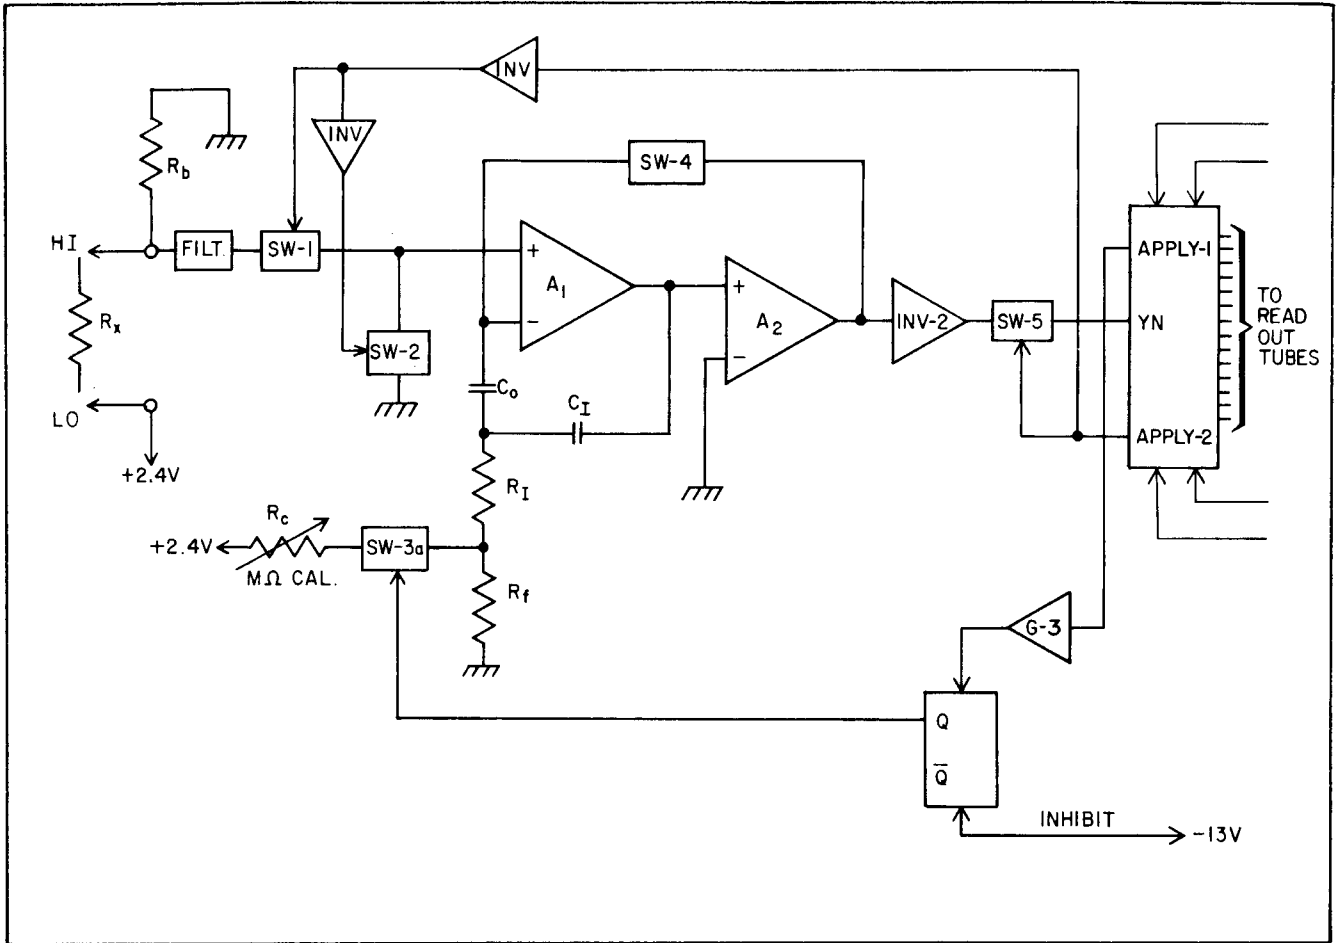 INV
INV
R_b
SW-4
HI
FILT.
SW-1
+
A_1
−
APPLY-1
TO
READ
OUT
TUBES
R_x
+
A_2
−
INV-2
SW-5
YN
SW-2
C_o
LO
C_I
APPLY-2
+2.4V
R_I
R_c
+2.4V
SW-3a
MΩ CAL.
R_f
G-3
Q
Q̅
INHIBIT
-13V